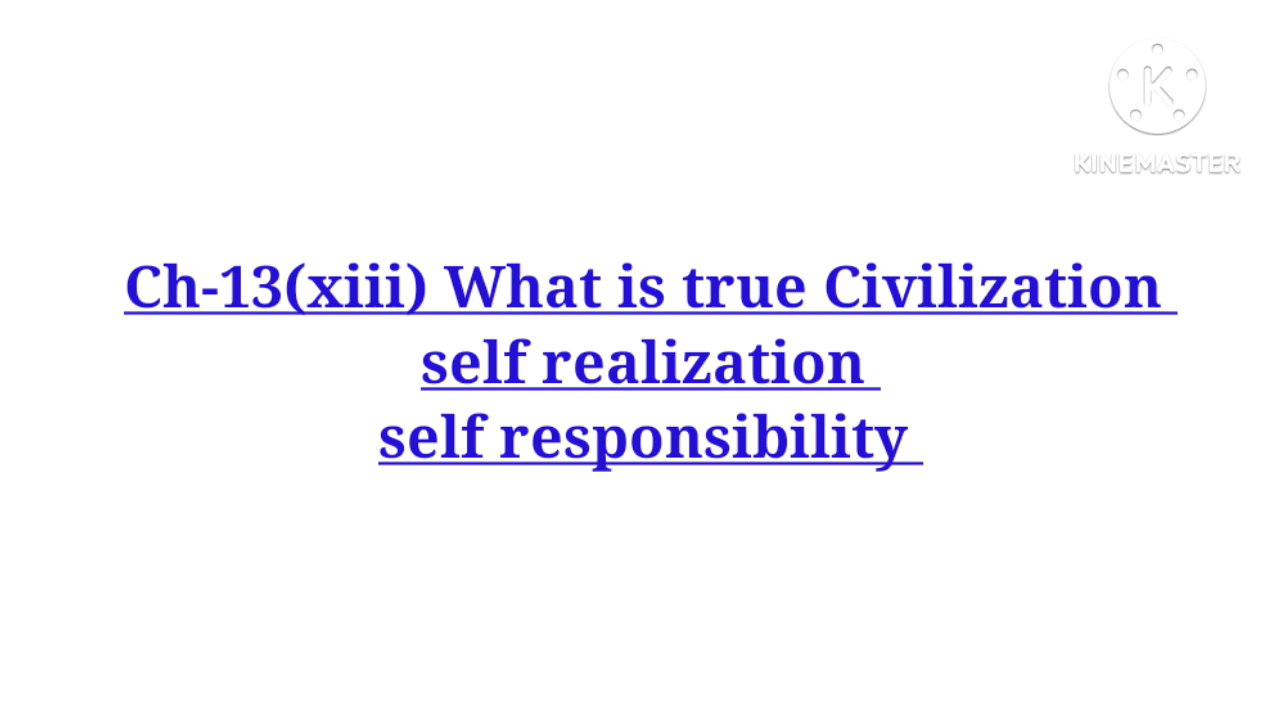 KINEMASTER
Ch-13(xiii) What is true Civilization
self realization
self responsibility